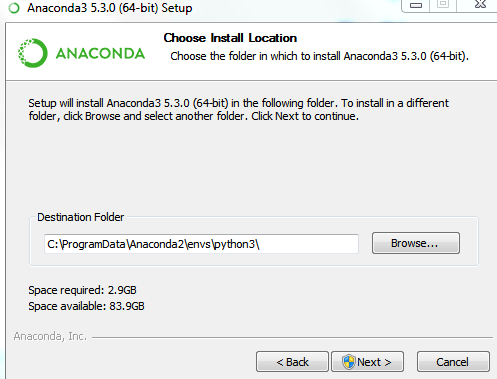 Anaconda3 5.3.0 (64-bit) Setup
ANACONDA
Choose Install Location
Choose the folder in which to install Anaconda3 5.3.0 (64-bit).
Setup will install Anaconda3 5.3.0 (64-bit) in the following folder. To install in a different
folder, click Browse and select another folder. Click Next to continue.
Destination Folder
C:\ProgramData\Anaconda2\envs\python3\
Browse...
Space required: 2.9GB
Space available: 83.9GB
Anaconda, Inc.
< Back
Next >
Cancel